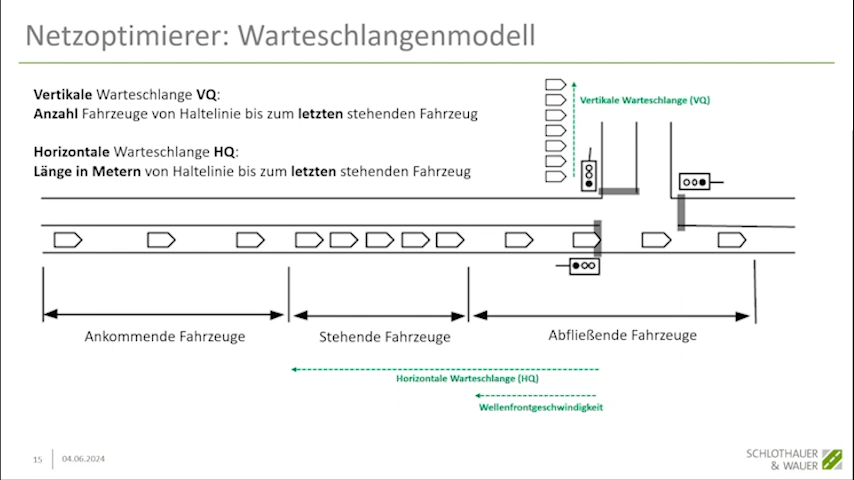 Netzoptimierer: Warteschlangenmodell
Vertikale Warteschlange VQ:
Anzahl Fahrzeuge von Haltelinie bis zum letzten stehenden Fahrzeug
Vertikale Warteschlange (VQ)
Horizontale Warteschlange HQ:
Länge in Metern von Haltelinie bis zum letzten stehenden Fahrzeug
Ankommende Fahrzeuge
Stehende Fahrzeuge
Abfließende Fahrzeuge
Horizontale Warteschlange (HQ)
Wellenfrontgeschwindigkeit
15
04.06.2024
SCHLOTHAUER
& WAUER